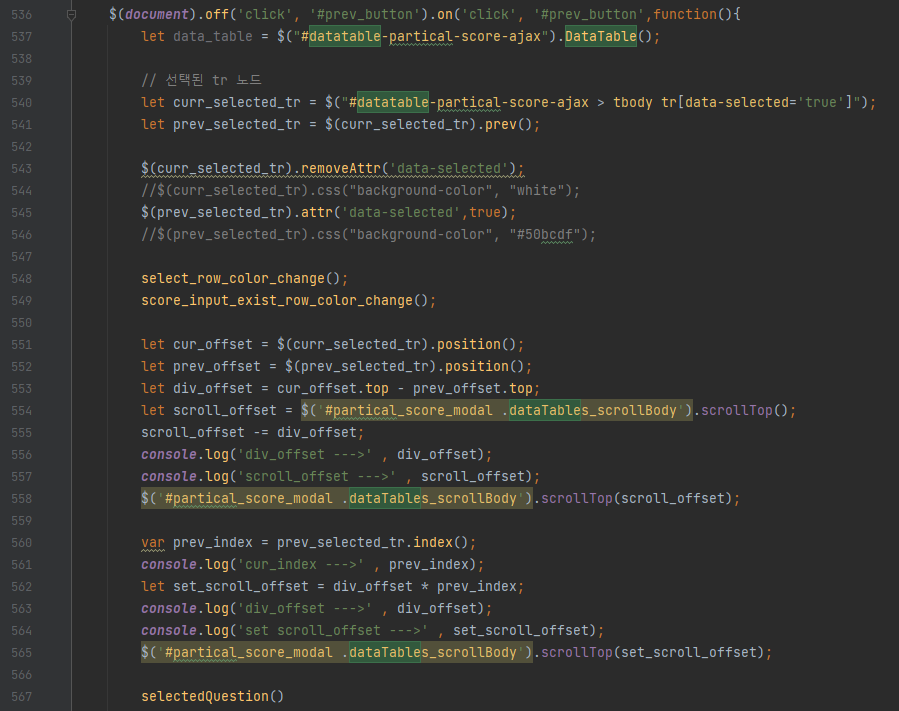 536 $(document).off('click', '#prev_button').on('click', '#prev_button',function(){
537 let data_table = $("#datatable-partical-score-ajax").DataTable();
538
539 // 선택된 tr 노드
540 let curr_selected_tr = $("#datatable-partical-score-ajax > tbody tr[data-selected='true']");
541 let prev_selected_tr = $(curr_selected_tr).prev();
542
543 $(curr_selected_tr).removeAttr('data-selected');
544 //$(curr_selected_tr).css("background-color", "white");
545 $(prev_selected_tr).attr('data-selected',true);
546 //$(prev_selected_tr).css("background-color", "#50bcdf");
547
548 select_row_color_change();
549 score_input_exist_row_color_change();
550
551 let cur_offset = $(curr_selected_tr).position();
552 let prev_offset = $(prev_selected_tr).position();
553 let div_offset = cur_offset.top - prev_offset.top;
554 let scroll_offset = $('#partical_score_modal .dataTables_scrollBody').scrollTop();
555 scroll_offset -= div_offset;
556 console.log('div_offset --->' , div_offset);
557 console.log('scroll_offset --->' , scroll_offset);
558 $('#partical_score_modal .dataTables_scrollBody').scrollTop(scroll_offset);
559
560 var prev_index = prev_selected_tr.index();
561 console.log('cur_index --->' , prev_index);
562 let set_scroll_offset = div_offset * prev_index;
563 console.log('div_offset --->' , div_offset);
564 console.log('set scroll_offset --->' , set_scroll_offset);
565 $('#partical_score_modal .dataTables_scrollBody').scrollTop(set_scroll_offset);
566
567 selectedQuestion()